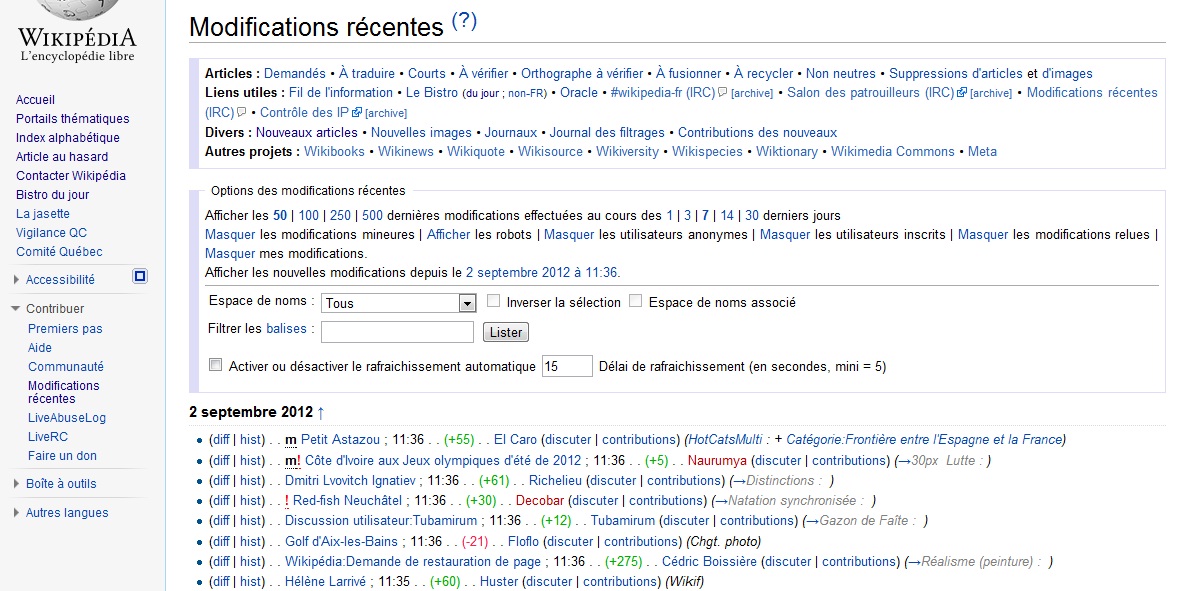 WIKIPÉDIA
L'encyclopédie libre
Accueil
Portails thématiques
Index alphabétique
Article au hasard
Contacter Wikipédia
Bistro du jour
La jasette
Vigilance QC
Comité Québec
Accessibilité
Contribuer
Premiers pas
Aide
Communauté
Modifications
récentes
LiveAbuseLog
LiveRC
Faire un don
Boîte à outils
Autres langues
Modifications récentes (?)
Articles : Demandés • À traduire • Courts • À vérifier • Orthographe à vérifier • À fusionner • À recycler • Non neutres • Suppressions d'articles et d'images
Liens utiles : Fil de l'information • Le Bistro (du jour ; non-FR) • Oracle • #wikipedia-fr (IRC) [archive] • Salon des patrouilleurs (IRC) [archive] • Modifications récentes
(IRC) • Contrôle des IP [archive]
Divers : Nouveaux articles • Nouvelles images • Journaux • Journal des filtrages • Contributions des nouveaux
Autres projets : Wikibooks • Wikinews • Wikiquote • Wikisource • Wikiversity • Wikispecies • Wiktionary • Wikimedia Commons • Meta
Options des modifications récentes
Afficher les 50 | 100 | 250 | 500 dernières modifications effectuées au cours des 1 | 3 | 7 | 14 | 30 derniers jours
Masquer les modifications mineures | Afficher les robots | Masquer les utilisateurs anonymes | Masquer les utilisateurs inscrits | Masquer les modifications relues |
Masquer mes modifications.
Afficher les nouvelles modifications depuis le 2 septembre 2012 à 11:36.
Espace de noms : Tous Inverser la sélection Espace de noms associé
Filtrer les balises : Lister
Activer ou désactiver le rafraichissement automatique 15 Délai de rafraichissement (en secondes, mini = 5)
2 septembre 2012 ↑
• (diff | hist) . . m Petit Astazou ; 11:36 . . (+55) . . El Caro (discuter | contributions) (HotCatsMulti : + Catégorie:Frontière entre l'Espagne et la France)
• (diff | hist) . . m! Côte d'Ivoire aux Jeux olympiques d'été de 2012 ; 11:36 . . (+5) . . Naurumya (discuter | contributions) (→30px Lutte : )
• (diff | hist) . . Dmitri Lvovitch Ignatiev ; 11:36 . . (+61) . . Richelieu (discuter | contributions) (→Distinctions : )
• (diff | hist) . . ! Red-fish Neuchâtel ; 11:36 . . (+30) . . Decobar (discuter | contributions) (→Natation synchronisée : )
• (diff | hist) . . Discussion utilisateur:Tubamirum ; 11:36 . . (+12) . . Tubamirum (discuter | contributions) (→Gazon de Faîte : )
• (diff | hist) . . Golf d'Aix-les-Bains ; 11:36 . . (-21) . . Floflo (discuter | contributions) (Chgt. photo)
• (diff | hist) . . Wikipédia:Demande de restauration de page ; 11:36 . . (+275) . . Cédric Boissière (discuter | contributions) (→Réalisme (peinture) : )
• (diff | hist) . . Hélène Larrivé ; 11:35 . . (+60) . . Huster (discuter | contributions) (Wikif)